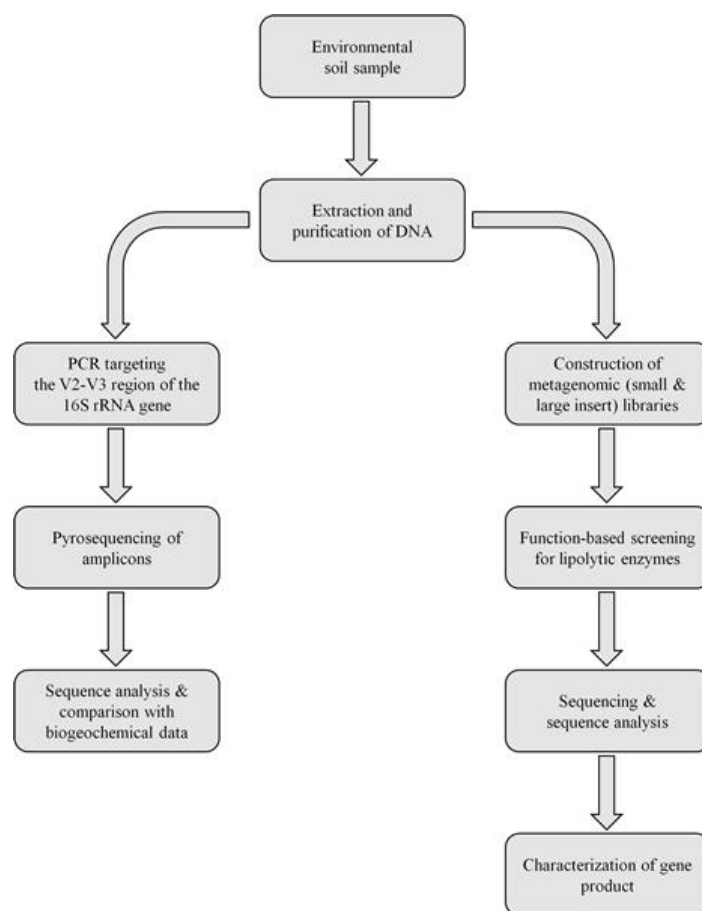 Environmental
soil sample
Extraction and
purification of DNA
PCR targeting
the V2-V3 region of the
16S rRNA gene
Construction of
metagenomic (small &
large insert) libraries
Pyrosequencing of
amplicons
Function-based screening
for lipolytic enzymes
Sequence analysis &
comparison with
biogeochemical data
Sequencing &
sequence analysis
Characterization of gene
product